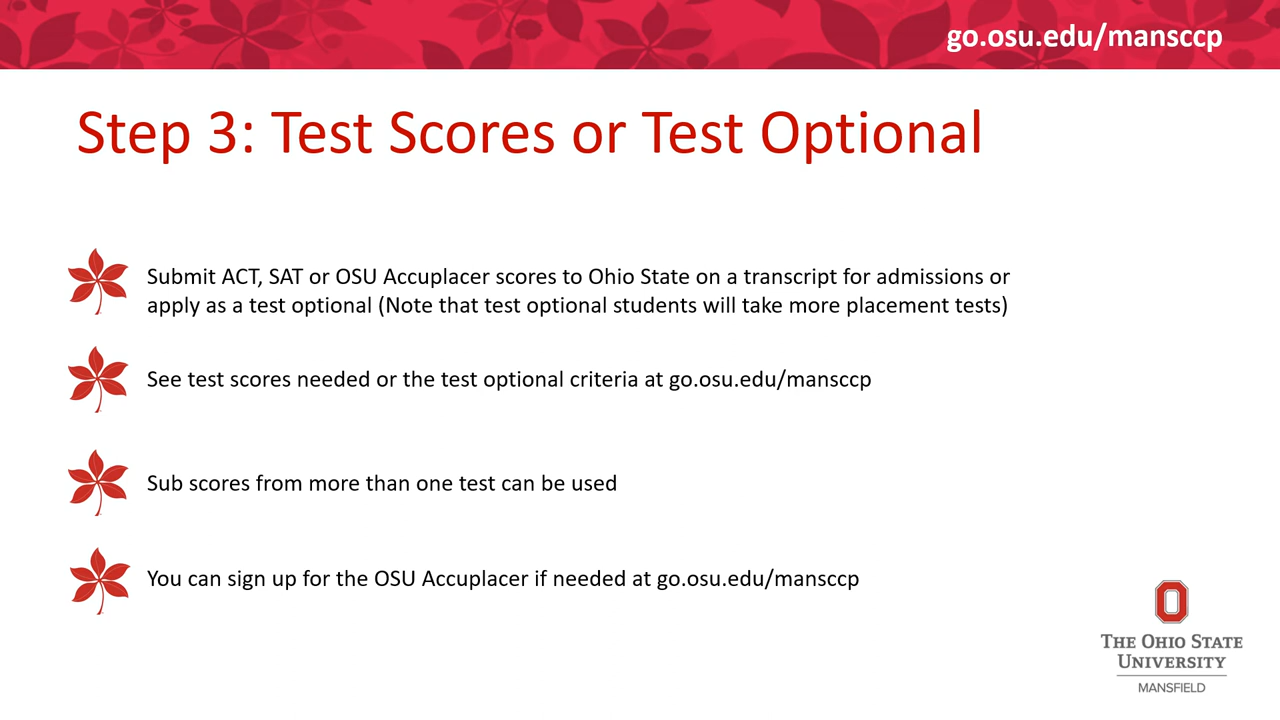 go.osu.edu/mansccp
Step 3: Test Scores or Test Optional
Submit ACT, SAT or OSU Accuplacer scores to Ohio State on a transcript for admissions or
apply as a test optional (Note that test optional students will take more placement tests)
See test scores needed or the test optional criteria at go.osu.edu/mansccp
Sub scores from more than one test can be used
You can sign up for the OSU Accuplacer if needed at go.osu.edu/mansccp
O
THE OHIO STATE
UNIVERSITY
MANSFIELD